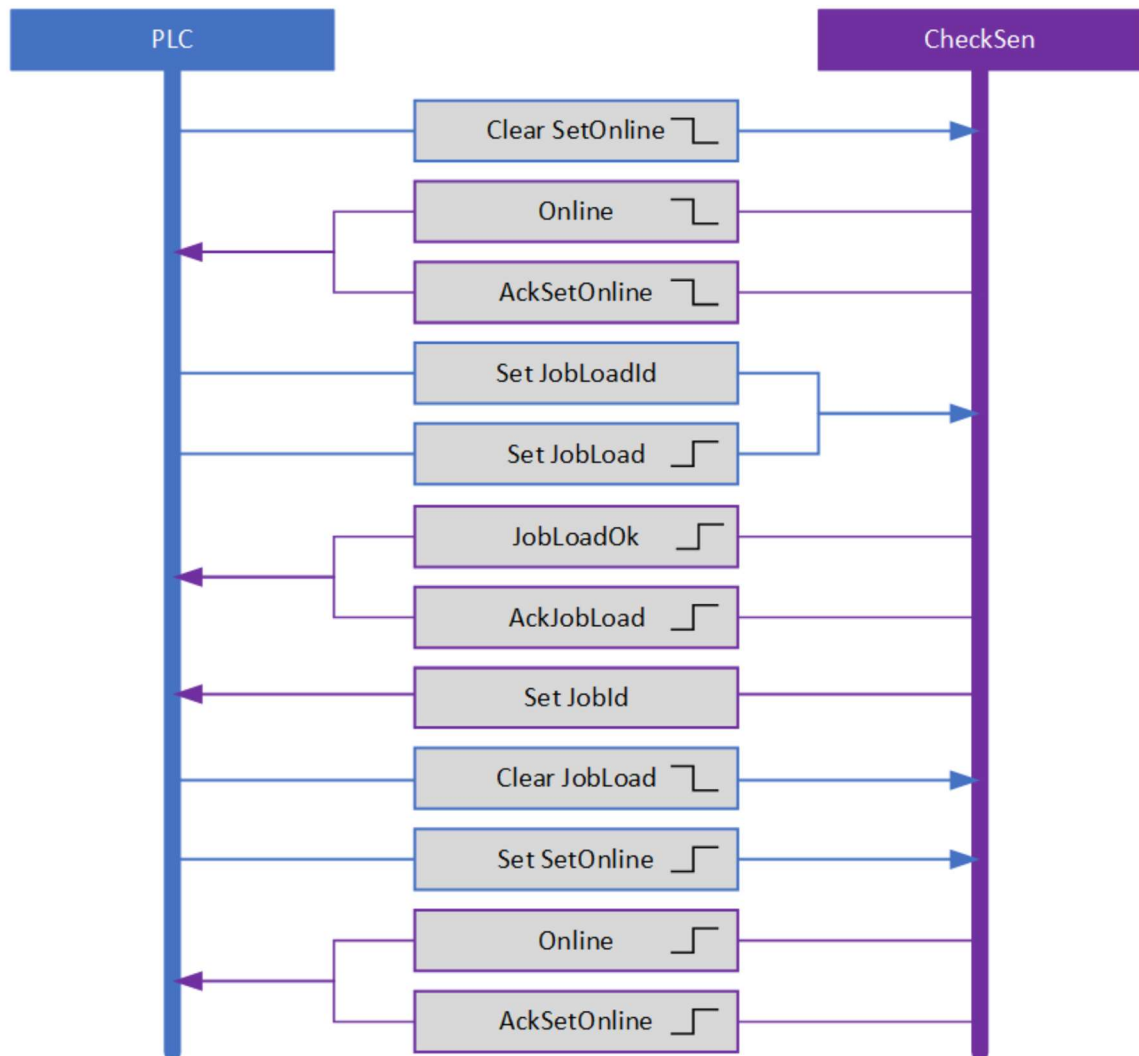 PLC
CheckSen
Clear SetOnline
Online
AckSetOnline
Set JobLoadId
Set JobLoad
JobLoadOk
AckJobLoad
Set JobId
Clear JobLoad
Set SetOnline
Online
AckSetOnline